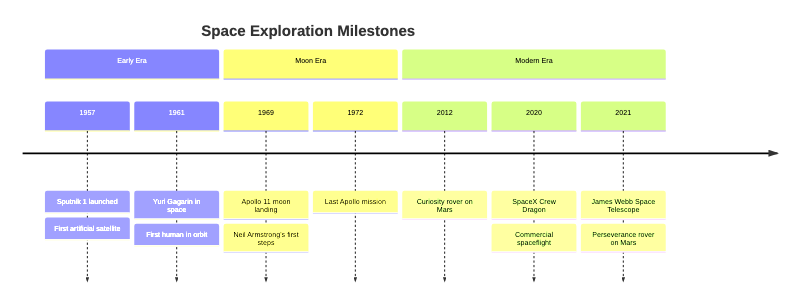 Space Exploration Milestones
Early Era
Moon Era
Modern Era
1957
1961
1969
1972
2012
2020
2021
Sputnik 1 launched
First artificial satellite
Yuri Gagarin in
space
First human in orbit
Apollo 11 moon
landing
Neil Armstrong's first
steps
Last Apollo mission
Curiosity rover on
Mars
SpaceX Crew
Dragon
Commercial
spaceflight
James Webb Space
Telescope
Perseverance rover
on Mars